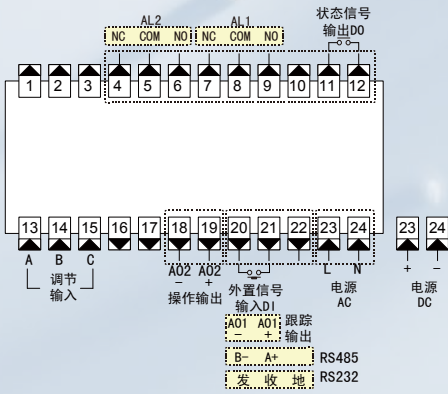 AL2 AL1 状态信号
NC COM NO NC COM NO 输出DO
1 2 3 4 5 6 7 8 9 10 11 12
13 14 15 16 17 18 19 20 21 22 23 24 23 24
A B C AO2 AO2 L N + -
- +
调节 操作输出 外置信号 电源 电源
输入 输入DI AC DC
AO1 AO1 跟踪
- + 输出
B- A+ RS485
发 收 地 RS232